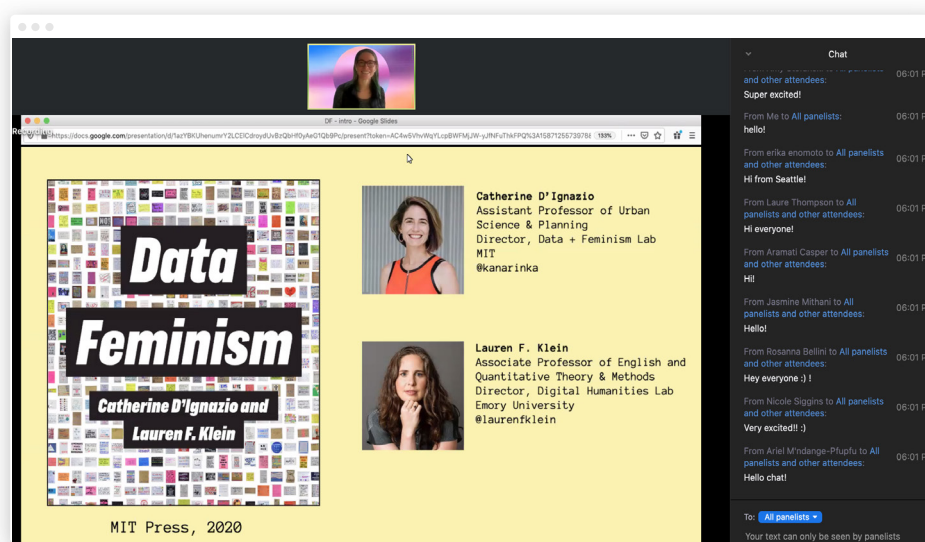 DF - intro - Google Slides
Recording
133%
Data
Feminism
Catherine D'Ignazio and
Lauren F. Klein
MIT Press, 2020
Catherine D'Ignazio
Assistant Professor of Urban
Science & Planning
Director, Data + Feminism Lab
MIT
@kanarinka
Lauren F. Klein
Associate Professor of English and
Quantitative Theory & Methods
Director, Digital Humanities Lab
Emory University
@laurenfklein
Chat
and other attendees:
06:01 P
Super excited!
From Me to All panelists:
06:01 P
hello!
From erika enomoto to All panelists
and other attendees:
06:01 P
Hi from Seattle!
From Laure Thompson to All
panelists and other attendees:
06:01 P
Hi everyone!
From Aramati Casper to All panelists
and other attendees:
06:01 P
Hi!
From Jasmine Mithani to All
panelists and other attendees:
06:01 P
Hello!
From Rosanna Bellini to All panelists
and other attendees:
06:01 P
Hey everyone :) !
From Nicole Siggins to All panelists
and other attendees:
06:01 P
Very excited!! :)
From Ariel M'ndange-Pfupfu to All
panelists and other attendees:
06:01 P
Hello chat!
To: All panelists
Your text can only be seen by panelists